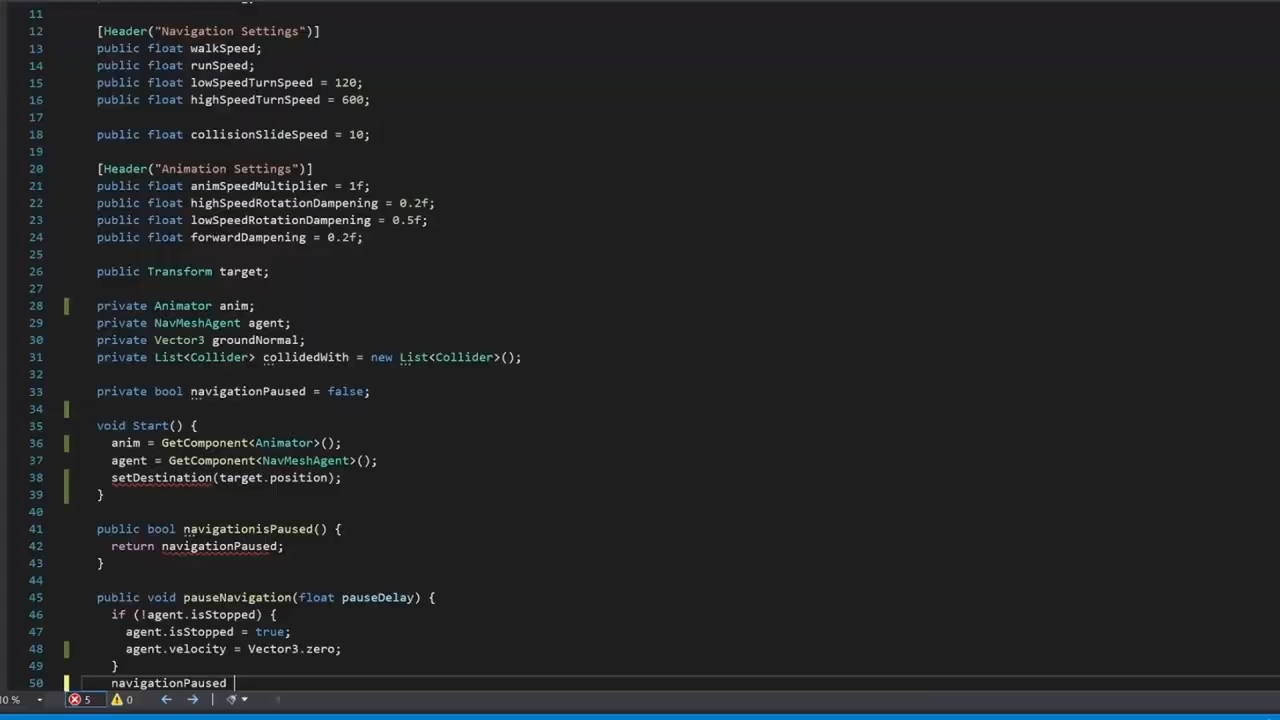 11
12 [Header("Navigation Settings")]
13 public float walkSpeed;
14 public float runSpeed;
15 public float lowSpeedTurnSpeed = 120;
16 public float highSpeedTurnSpeed = 600;
17
18 public float collisionSlideSpeed = 10;
19
20 [Header("Animation Settings")]
21 public float animSpeedMultiplier = 1f;
22 public float highSpeedRotationDampening = 0.2f;
23 public float lowSpeedRotationDampening = 0.5f;
24 public float forwardDampening = 0.2f;
25
26 public Transform target;
27
28 private Animator anim;
29 private NavMeshAgent agent;
30 private Vector3 groundNormal;
31 private List<Collider> collidedWith = new List<Collider>();
32
33 private bool navigationPaused = false;
34
35 void Start() {
36 anim = GetComponent<Animator>();
37 agent = GetComponent<NavMeshAgent>();
38 setDestination(target.position);
39 }
40
41 public bool navigationisPaused() {
42 return navigationPaused;
43 }
44
45 public void pauseNavigation(float pauseDelay) {
46 if (!agent.isStopped) {
47 agent.isStopped = true;
48 agent.velocity = Vector3.zero;
49 }
50 navigationPaused
0 % 5 0